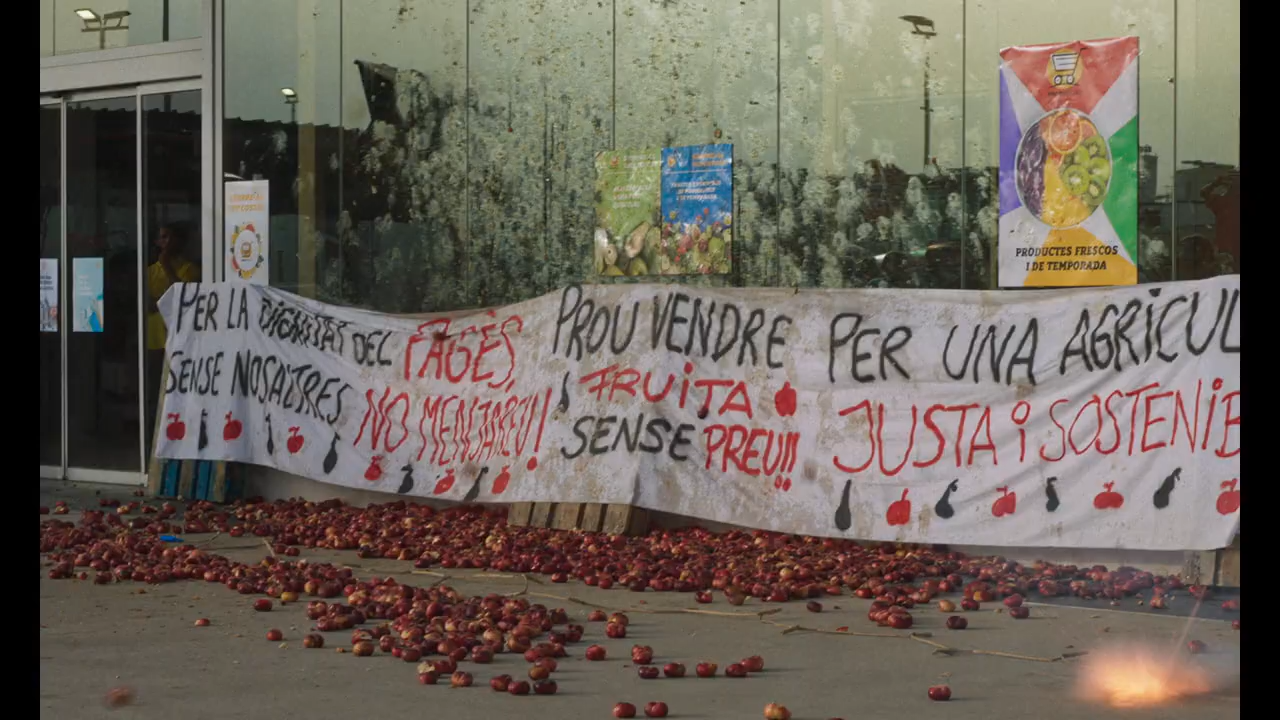 PRODUCTES FRESCOS
I DE TEMPORADA
PER LA DIGNITAT DEL FAGÈS,
SENSE NOSALTRES NO MENJAREU!
PROU VENDRE
FRUITA
SENSE PREU!!
PER UNA AGRICUL
JUSTA i SOSTENIB